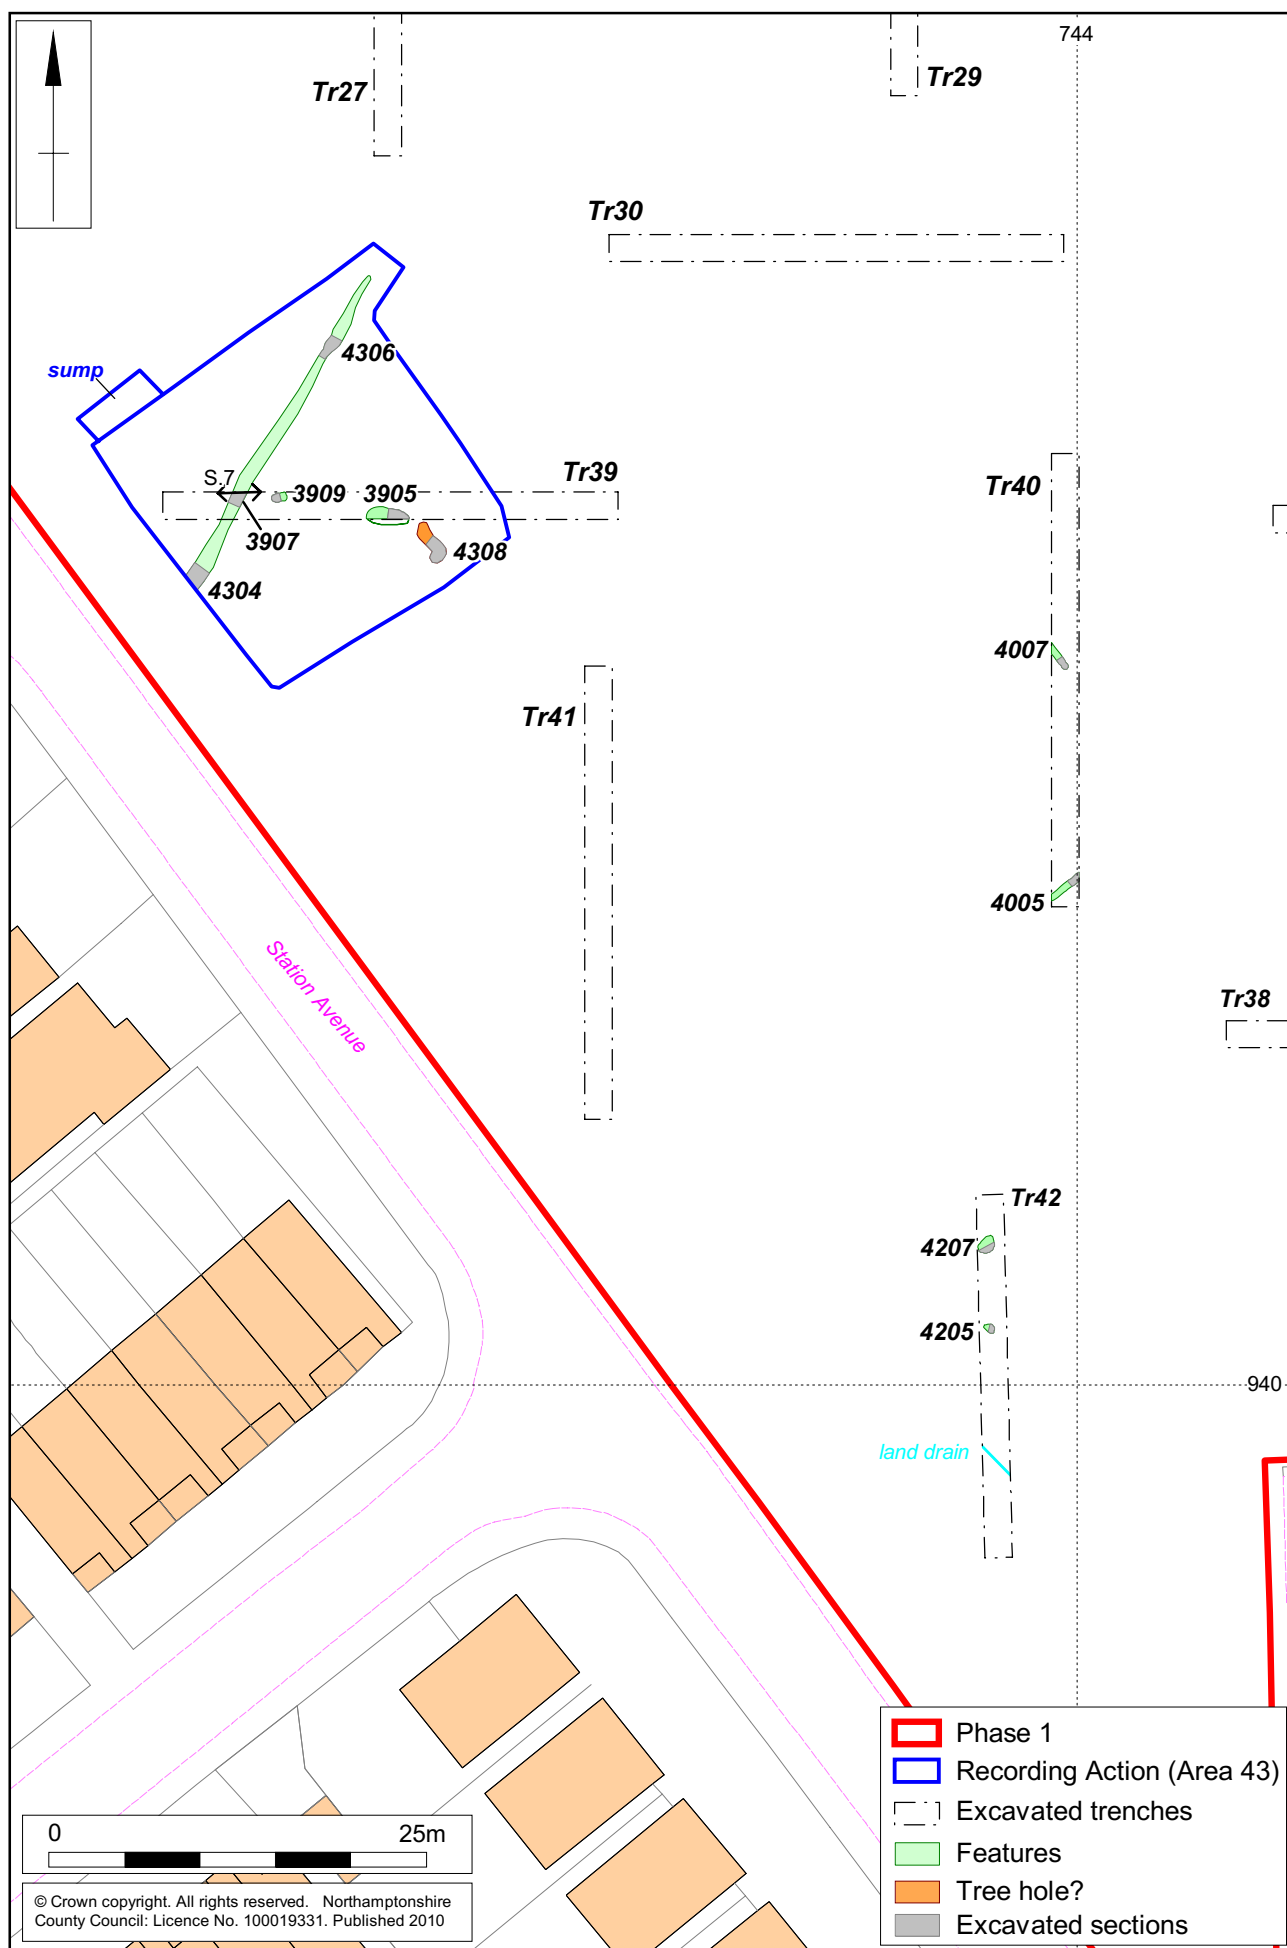 744
Tr27
Tr29
Tr30
4306
sump
Tr39
S.7
3909
3905
Tr40
3907
4308
4304
4007
Tr41
4005
Station Avenue
Tr38
Tr42
4207
4205
940
land drain
Phase 1
Recording Action (Area 43)
Excavated trenches
Features
Tree hole?
Excavated sections
0 25m
© Crown copyright. All rights reserved. Northamptonshire
County Council: Licence No. 100019331. Published 2010